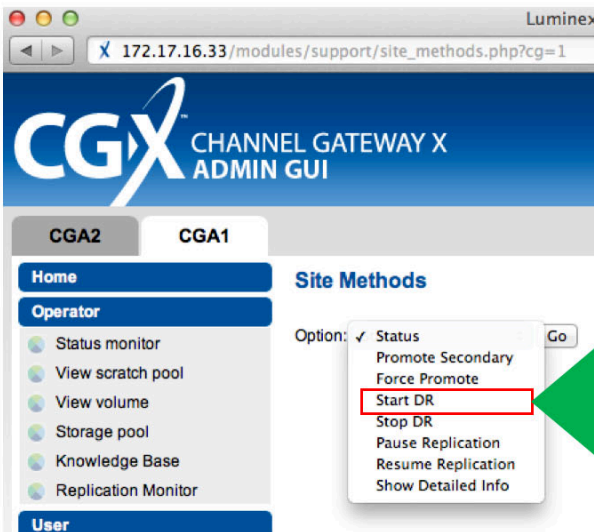 Luminex
172.17.16.33/modules/support/site_methods.php?cg=1
CGX™ CHANNEL GATEWAY X
ADMIN GUI
CGA2 CGA1
Home
Operator
Status monitor
View scratch pool
View volume
Storage pool
Knowledge Base
Replication Monitor
User
Site Methods
Option: ✓ Status Go
Promote Secondary
Force Promote
Start DR
Stop DR
Pause Replication
Resume Replication
Show Detailed Info